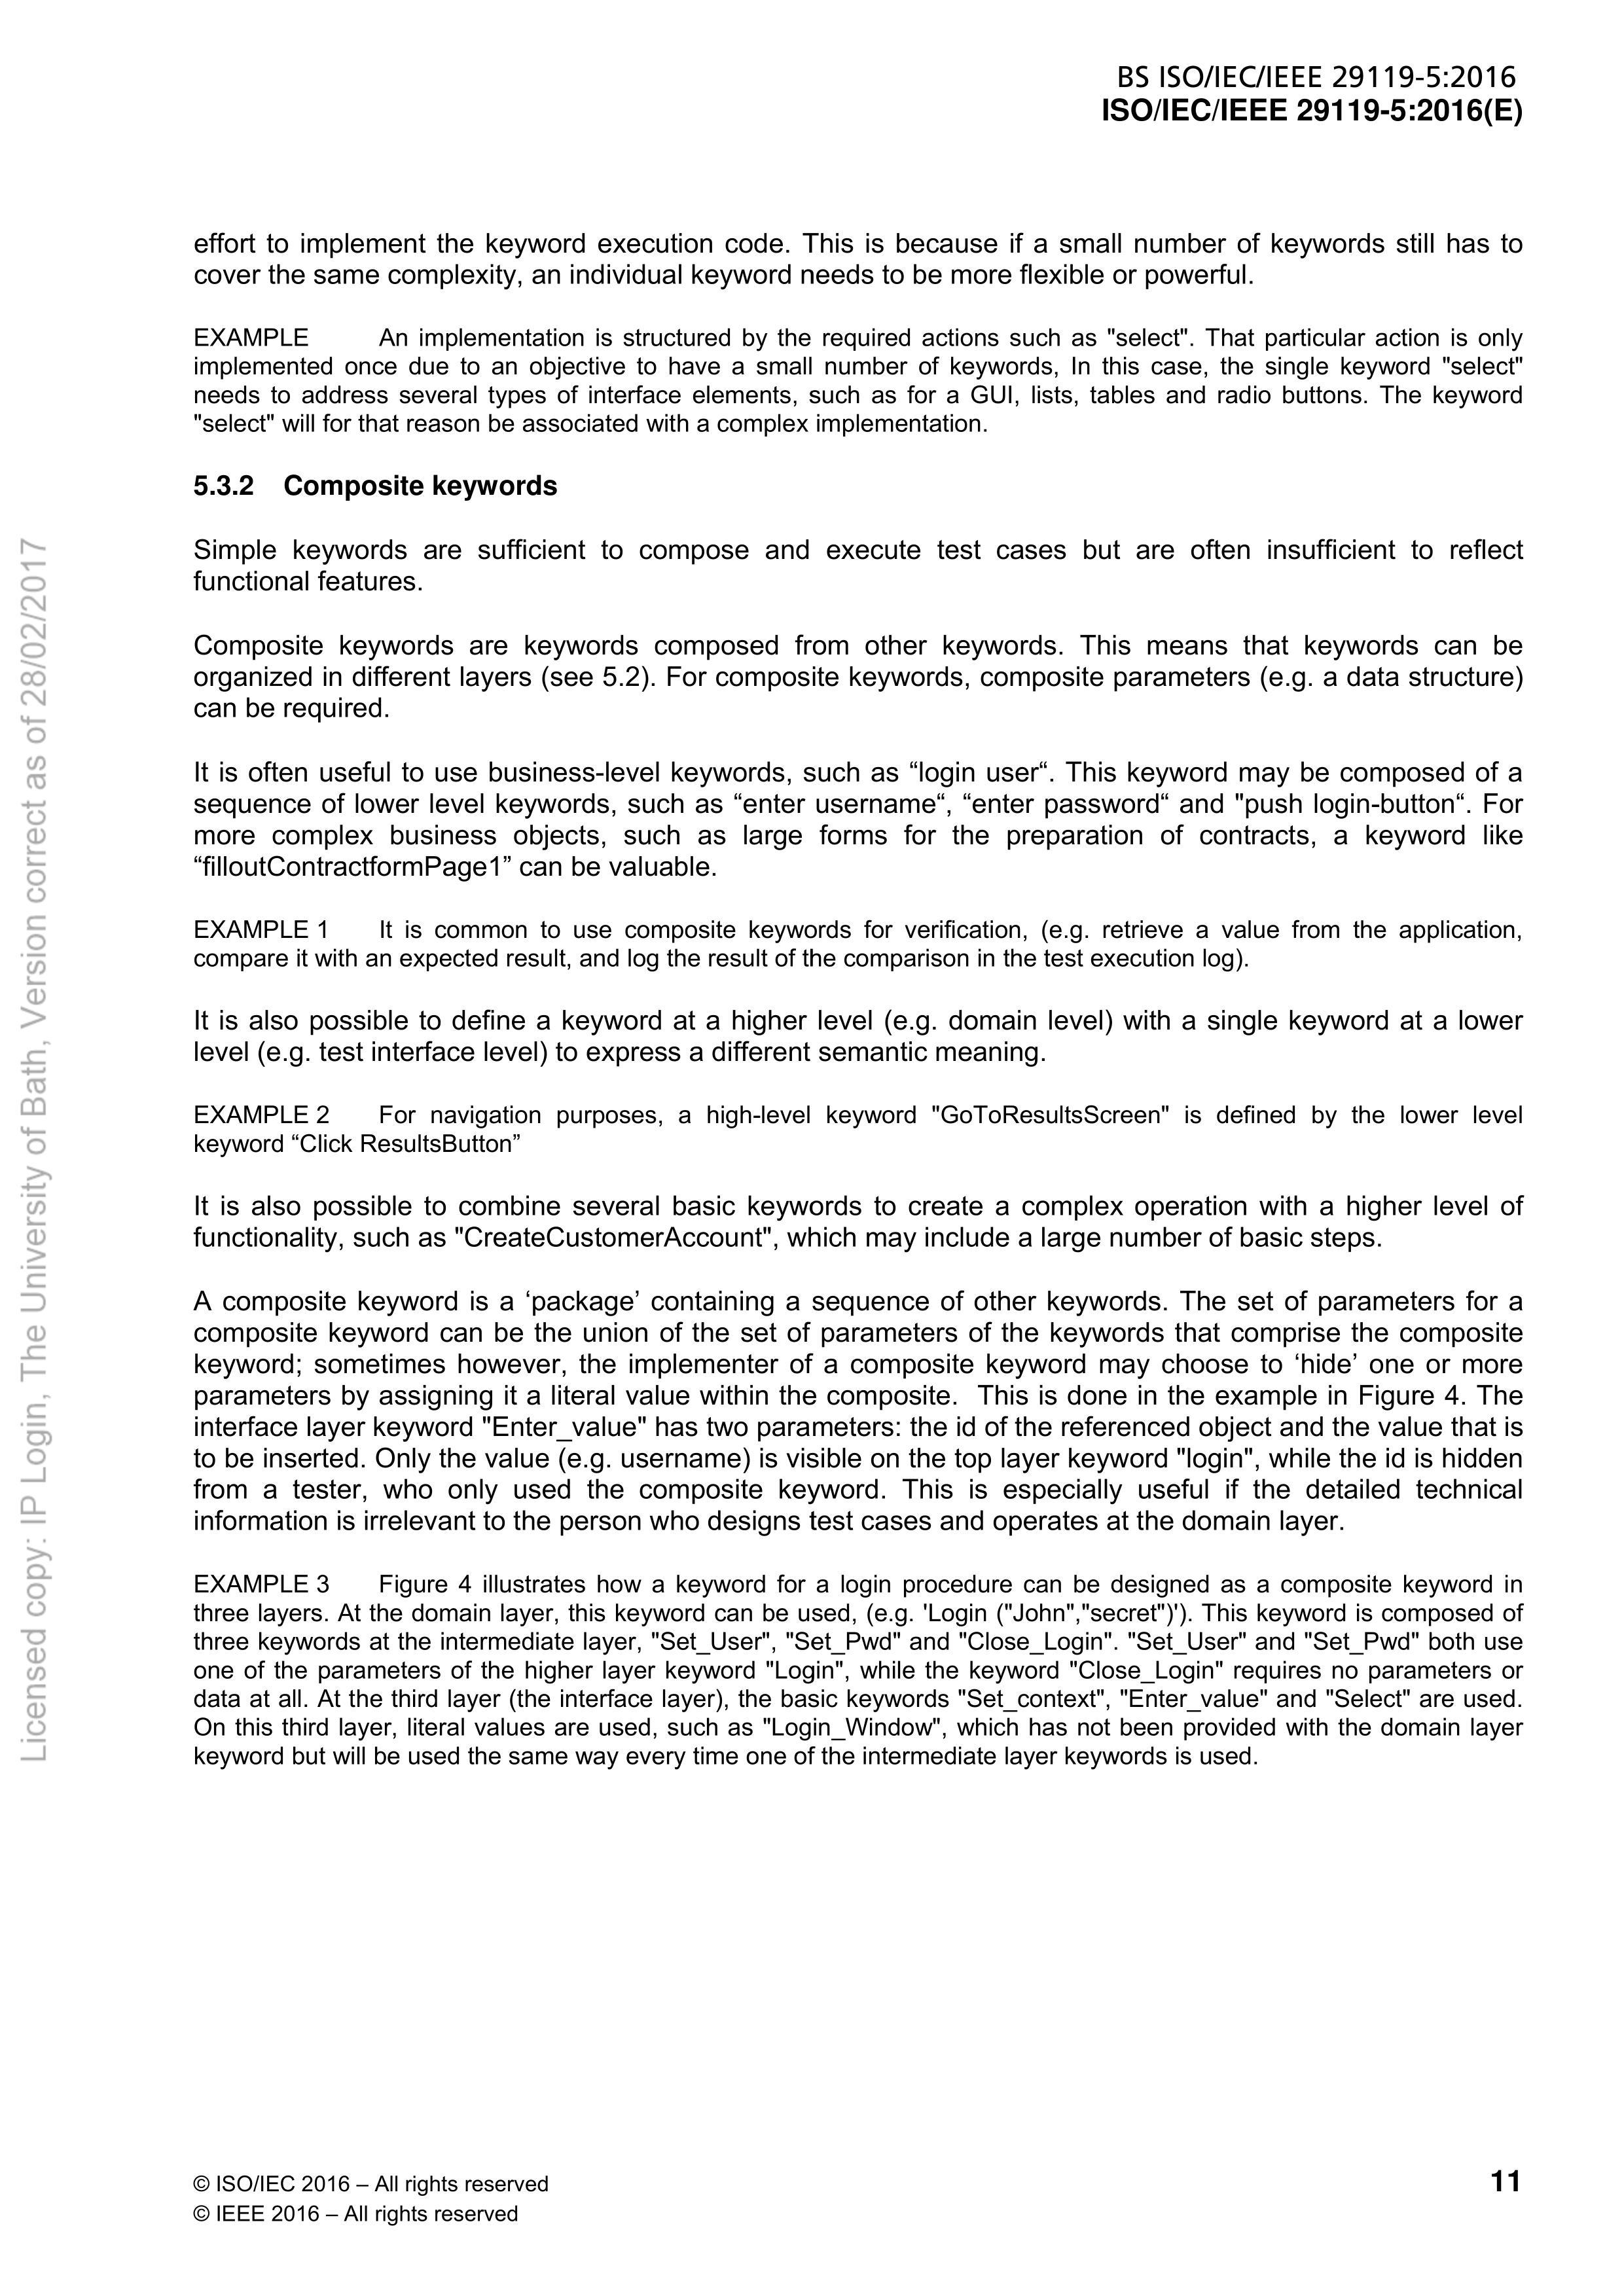 BS ISO/IEC/IEEE 29119-5:2016
ISO/IEC/IEEE 29119-5:2016(E)
effort to implement the keyword execution code. This is because if a small number of keywords still has to
cover the same complexity, an individual keyword needs to be more flexible or powerful.
EXAMPLE An implementation is structured by the required actions such as "select". That particular action is only
implemented once due to an objective to have a small number of keywords, In this case, the single keyword "select"
needs to address several types of interface elements, such as for a GUI, lists, tables and radio buttons. The keyword
"select" will for that reason be associated with a complex implementation.
5.3.2 Composite keywords
Simple keywords are sufficient to compose and execute test cases but are often insufficient to reflect
functional features.
Composite keywords are keywords composed from other keywords. This means that keywords can be
organized in different layers (see 5.2). For composite keywords, composite parameters (e.g. a data structure)
can be required.
It is often useful to use business-level keywords, such as “login user“. This keyword may be composed of a
sequence of lower level keywords, such as “enter username“, “enter password“ and "push login-button“. For
more complex business objects, such as large forms for the preparation of contracts, a keyword like
“filloutContractformPage1” can be valuable.
EXAMPLE 1 It is common to use composite keywords for verification, (e.g. retrieve a value from the application,
compare it with an expected result, and log the result of the comparison in the test execution log).
It is also possible to define a keyword at a higher level (e.g. domain level) with a single keyword at a lower
level (e.g. test interface level) to express a different semantic meaning.
EXAMPLE 2 For navigation purposes, a high-level keyword "GoToResultsScreen" is defined by the lower level
keyword “Click ResultsButton”
It is also possible to combine several basic keywords to create a complex operation with a higher level of
functionality, such as "CreateCustomerAccount", which may include a large number of basic steps.
A composite keyword is a ‘package’ containing a sequence of other keywords. The set of parameters for a
composite keyword can be the union of the set of parameters of the keywords that comprise the composite
keyword; sometimes however, the implementer of a composite keyword may choose to ‘hide’ one or more
parameters by assigning it a literal value within the composite. This is done in the example in Figure 4. The
interface layer keyword "Enter_value" has two parameters: the id of the referenced object and the value that is
to be inserted. Only the value (e.g. username) is visible on the top layer keyword "login", while the id is hidden
from a tester, who only used the composite keyword. This is especially useful if the detailed technical
information is irrelevant to the person who designs test cases and operates at the domain layer.
EXAMPLE 3 Figure 4 illustrates how a keyword for a login procedure can be designed as a composite keyword in
three layers. At the domain layer, this keyword can be used, (e.g. 'Login ("John","secret")'). This keyword is composed of
three keywords at the intermediate layer, "Set_User", "Set_Pwd" and "Close_Login". "Set_User" and "Set_Pwd" both use
one of the parameters of the higher layer keyword "Login", while the keyword "Close_Login" requires no parameters or
data at all. At the third layer (the interface layer), the basic keywords "Set_context", "Enter_value" and "Select" are used.
On this third layer, literal values are used, such as "Login_Window", which has not been provided with the domain layer
keyword but will be used the same way every time one of the intermediate layer keywords is used.
© ISO/IEC 2016 – All rights reserved
© IEEE 2016 – All rights reserved
11
Licensed copy: IP Login, The University of Bath, Version correct as of 28/02/2017